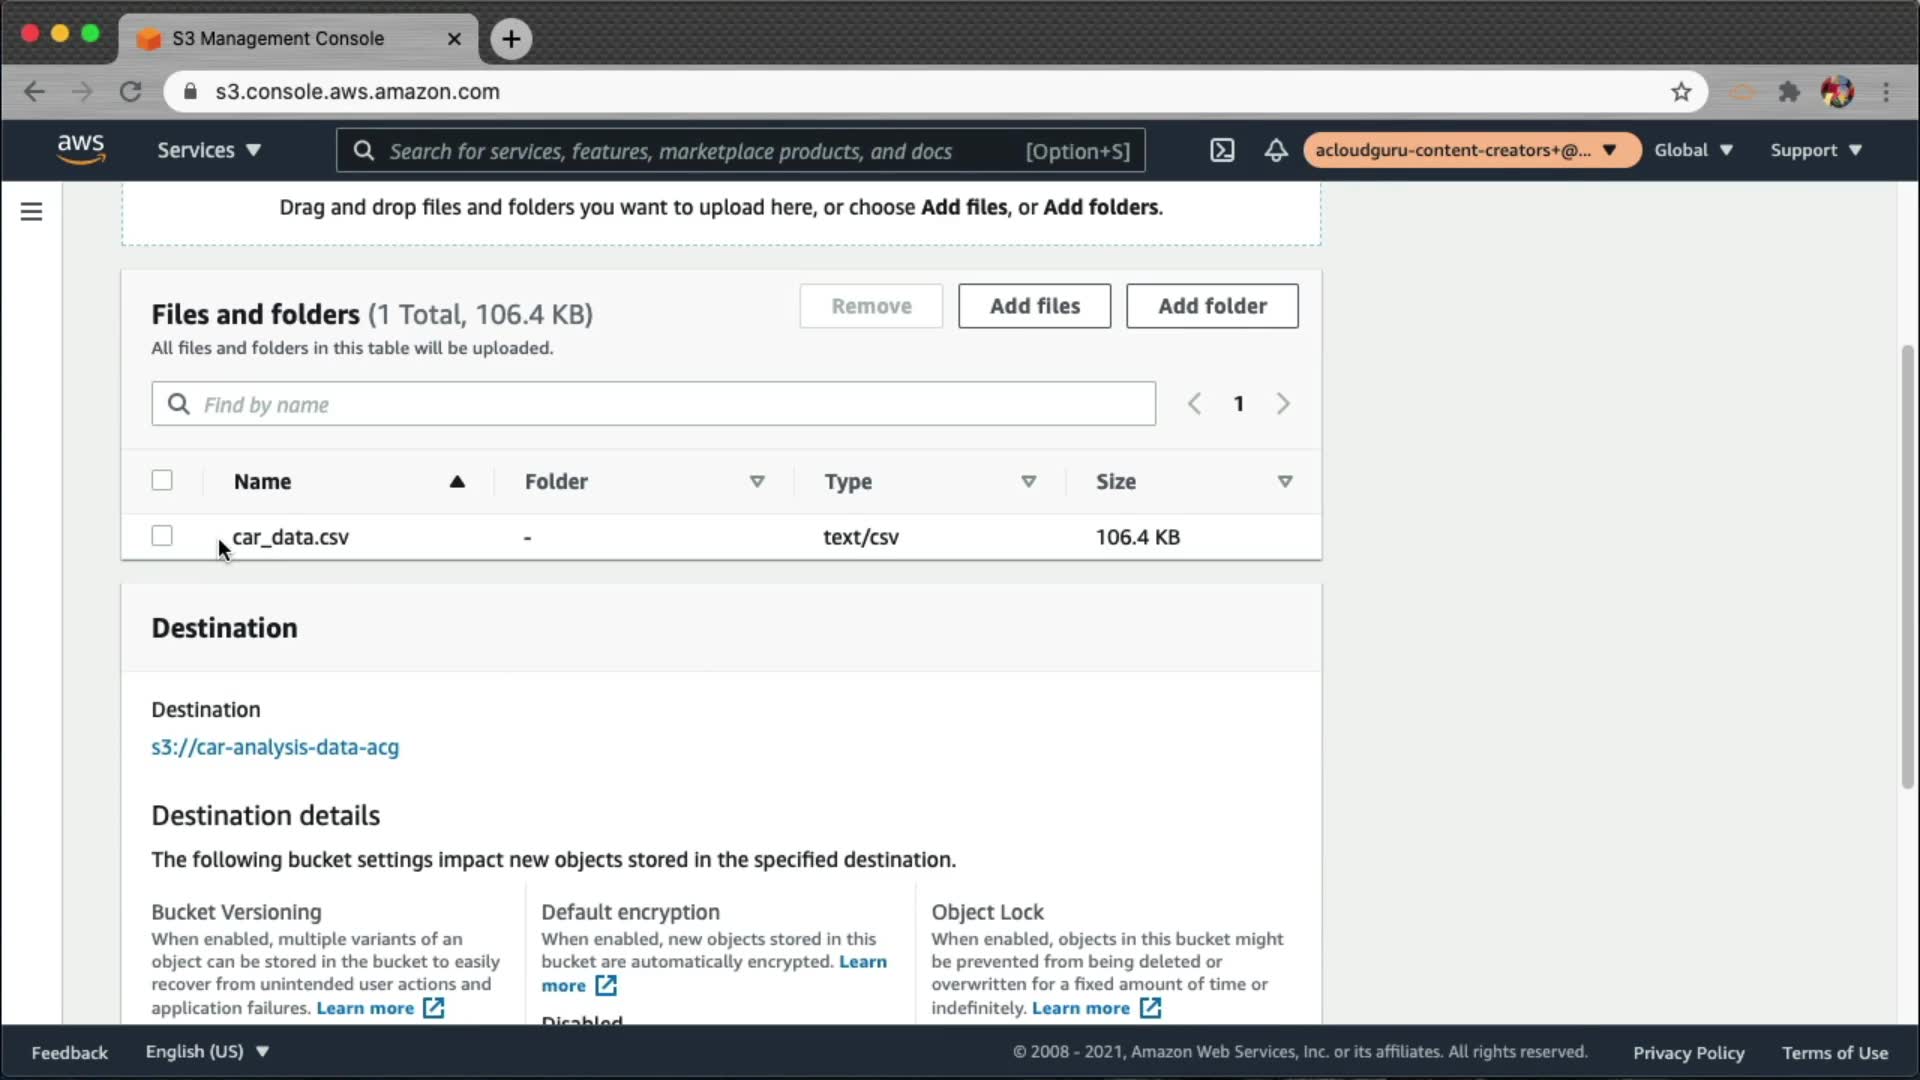 S3 Management Console
s3.console.aws.amazon.com
aws
Services
Search for services, features, marketplace products, and docs [Option+S]
acloudguru-content-creators+@...
Global
Support
Drag and drop files and folders you want to upload here, or choose Add files, or Add folders.
Files and folders (1 Total, 106.4 KB)
Remove
Add files
Add folder
All files and folders in this table will be uploaded.
Find by name
1
Name Folder Type Size
car_data.csv - text/csv 106.4 KB
Destination
Destination
s3://car-analysis-data-acg
Destination details
The following bucket settings impact new objects stored in the specified destination.
Bucket Versioning
When enabled, multiple variants of an
object can be stored in the bucket to easily
recover from unintended user actions and
application failures. Learn more
Default encryption
When enabled, new objects stored in this
bucket are automatically encrypted. Learn
more
Disabled
Object Lock
When enabled, objects in this bucket might
be prevented from being deleted or
overwritten for a fixed amount of time or
indefinitely. Learn more
Feedback
English (US)
© 2008 - 2021, Amazon Web Services, Inc. or its affiliates. All rights reserved.
Privacy Policy
Terms of Use